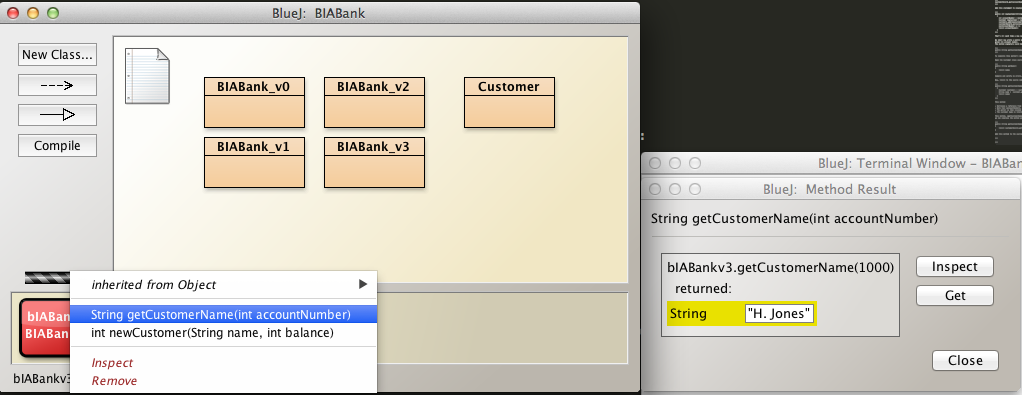 BlueJ: BIABank
New Class...
Compile
BIABank_v0
BIABank_v2
Customer
BIABank_v1
BIABank_v3
inherited from Object
String getCustomerName(int accountNumber)
int newCustomer(String name, int balance)
Inspect
Remove
bIABan
BIABan
bIABankv3
BlueJ: Terminal Window - BIABan
BlueJ: Method Result
String getCustomerName(int accountNumber)
bIABankv3.getCustomerName(1000)
returned:
String "H. Jones"
Inspect
Get
Close